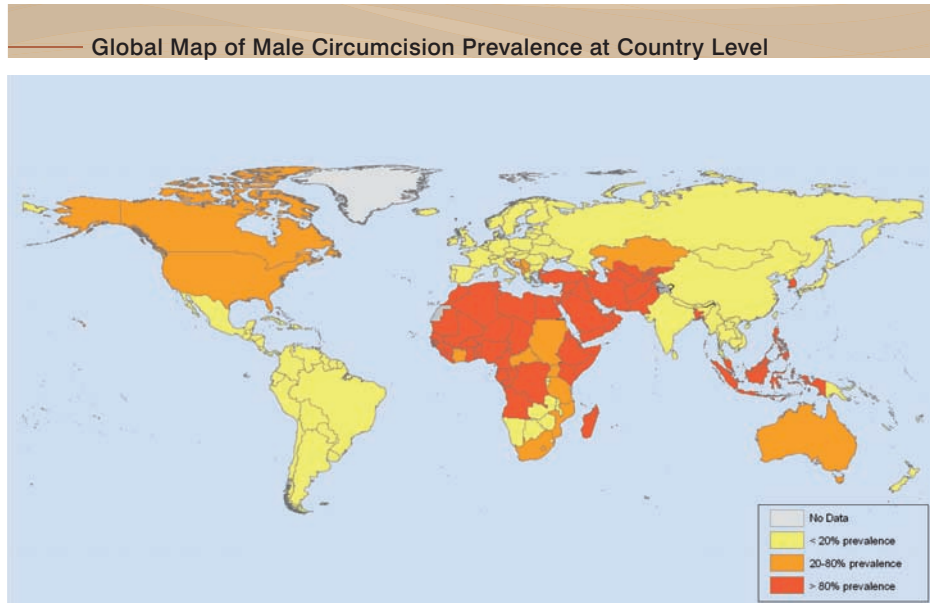 Global Map of Male Circumcision Prevalence at Country Level
No Data
< 20% prevalence
20-80% prevalence
> 80% prevalence